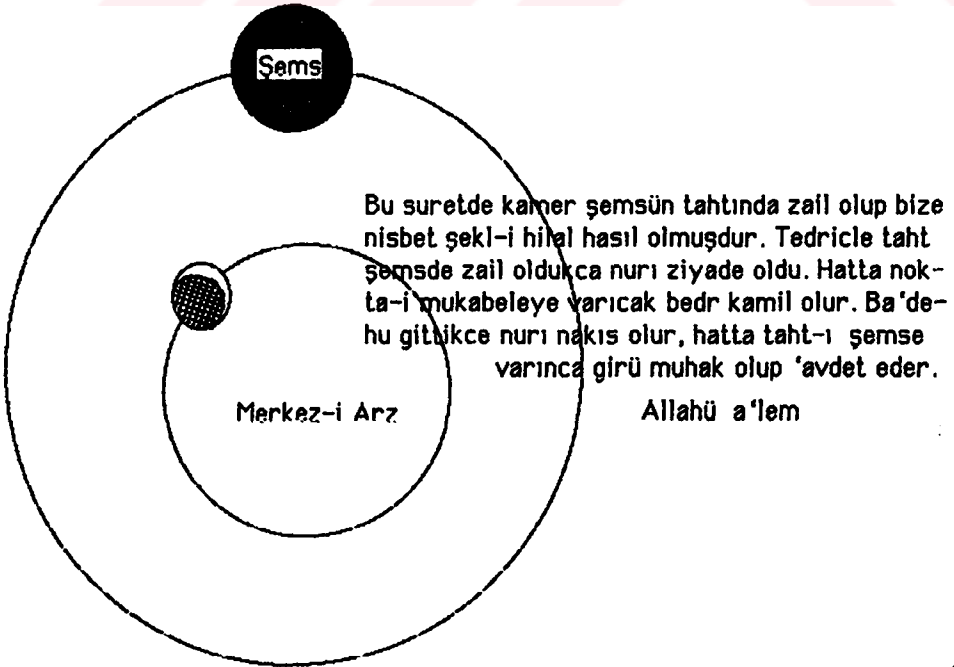 Şems
Bu suretde kamer şemsün tahtında zail olup bize
nisbet şekl-i hilal hasıl olmuşdur. Tedricle taht
şemsde zail oldukca nurı ziyade oldu. Hatta nok-
ta-i mukabeleye varıcak bedr kamil olur. Ba'de-
hu gittikce nurı nakıs olur, hatta taht-ı şemse
varınca girü muhak olup 'avdet eder.
Merkez-i Arz
Allahü a'lem